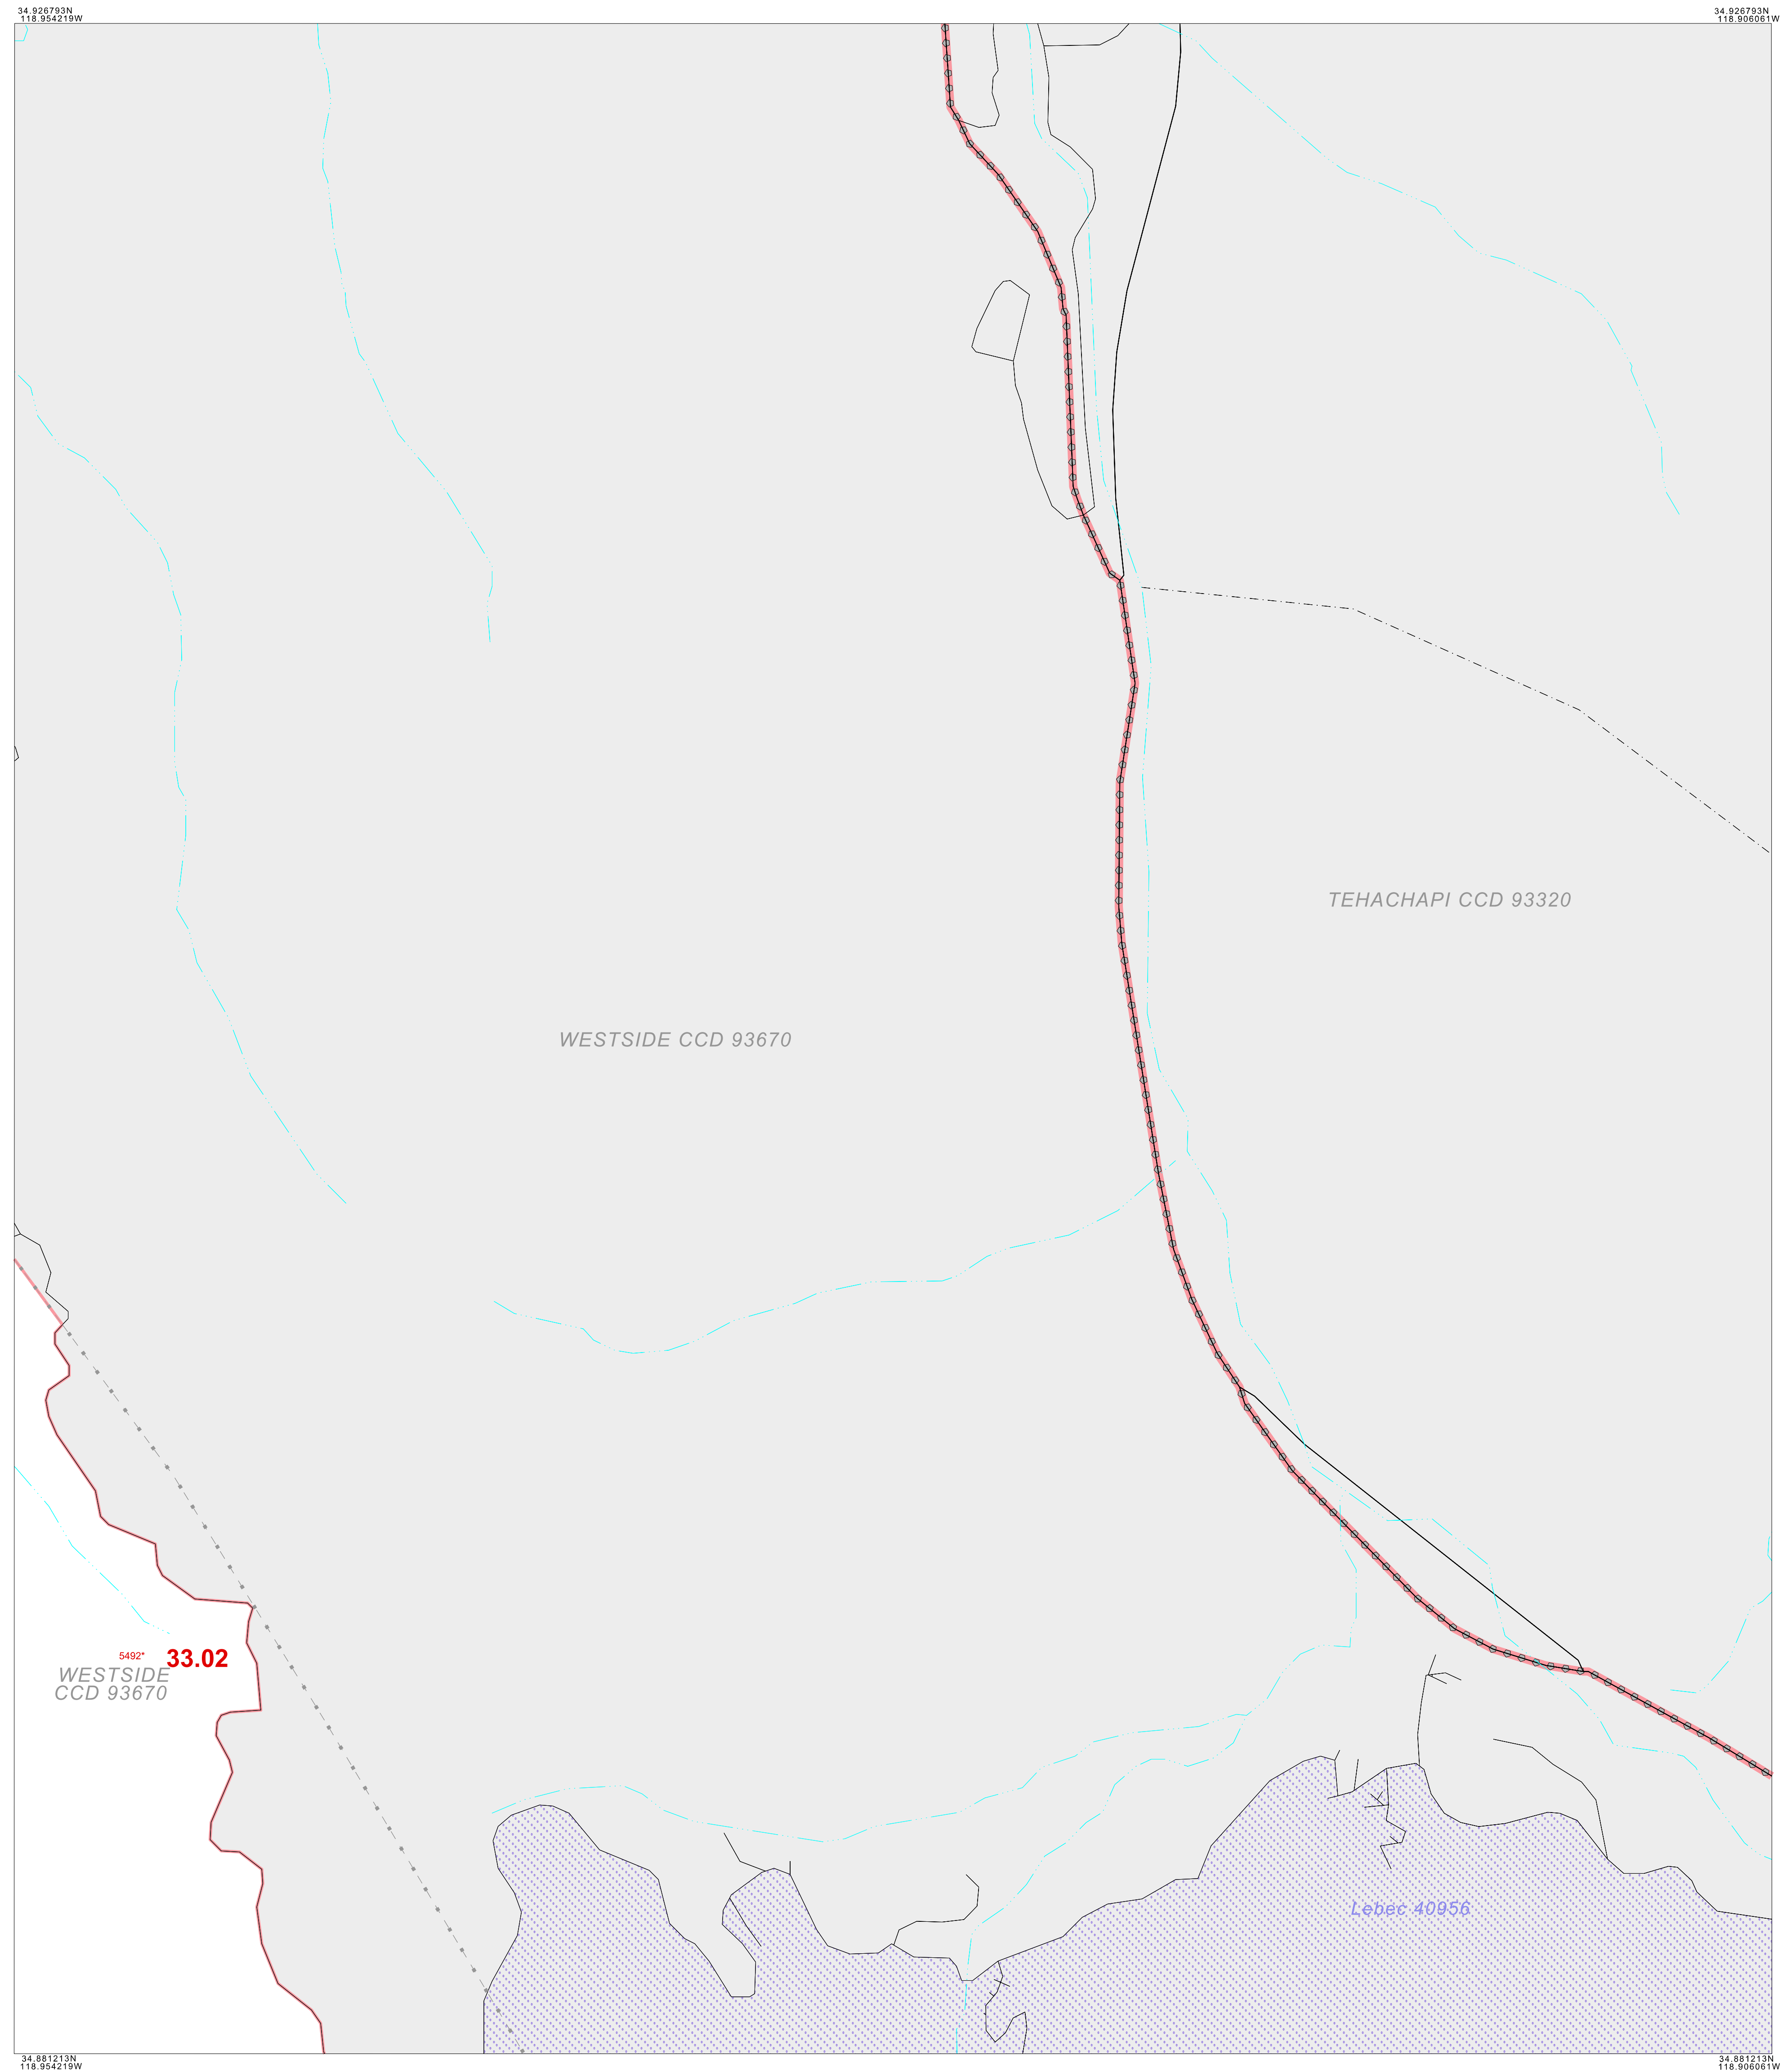 34.926793N
118.954219W
34.926793N
118.906061W
TEHACHAPI CCD 93320
WESTSIDE CCD 93670
5492* 33.02
WESTSIDE
CCD 93670
Lebec 40956
34.881213N
118.954219W
34.881213N
118.906061W